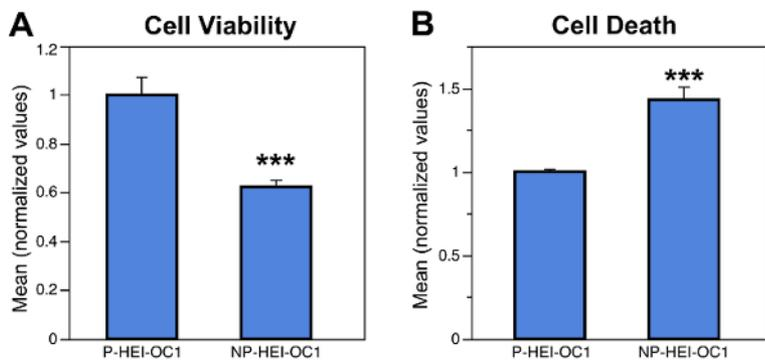 A
Cell Viability
Mean (normalized values)
1.2
1
0.8
0.6
0.4
0.2
0
***
P-HEI-OC1
NP-HEI-OC1
B
Cell Death
Mean (normalized values)
1.5
1
0.5
0
***
P-HEI-OC1
NP-HEI-OC1